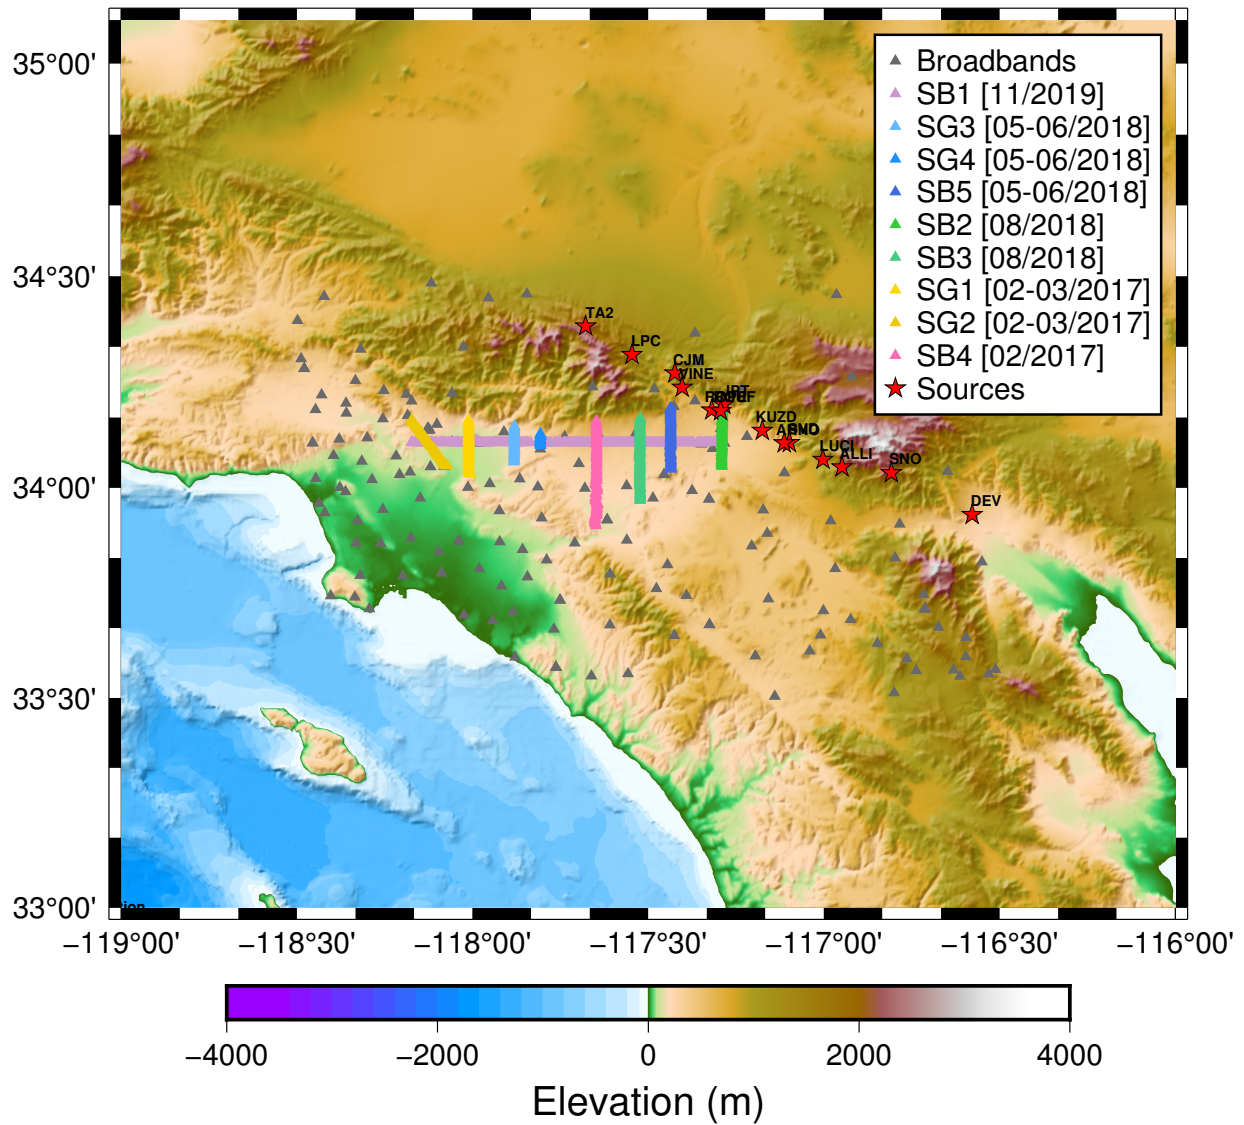 35°00'
34°30'
34°00'
33°30'
33°00'
Broadbands
SB1 [11/2019]
SG3 [05-06/2018]
SG4 [05-06/2018]
SB5 [05-06/2018]
SB2 [08/2018]
SB3 [08/2018]
SG1 [02-03/2017]
SG2 [02-03/2017]
SB4 [02/2017]
Sources
TA2
LPC
CJM
VINE
KUZD
LUCI
ALLI
SNO
DEV
−119°00'
−118°30'
−118°00'
−117°30'
−117°00'
−116°30'
−116°00'
−4000
−2000
0
2000
4000
Elevation (m)